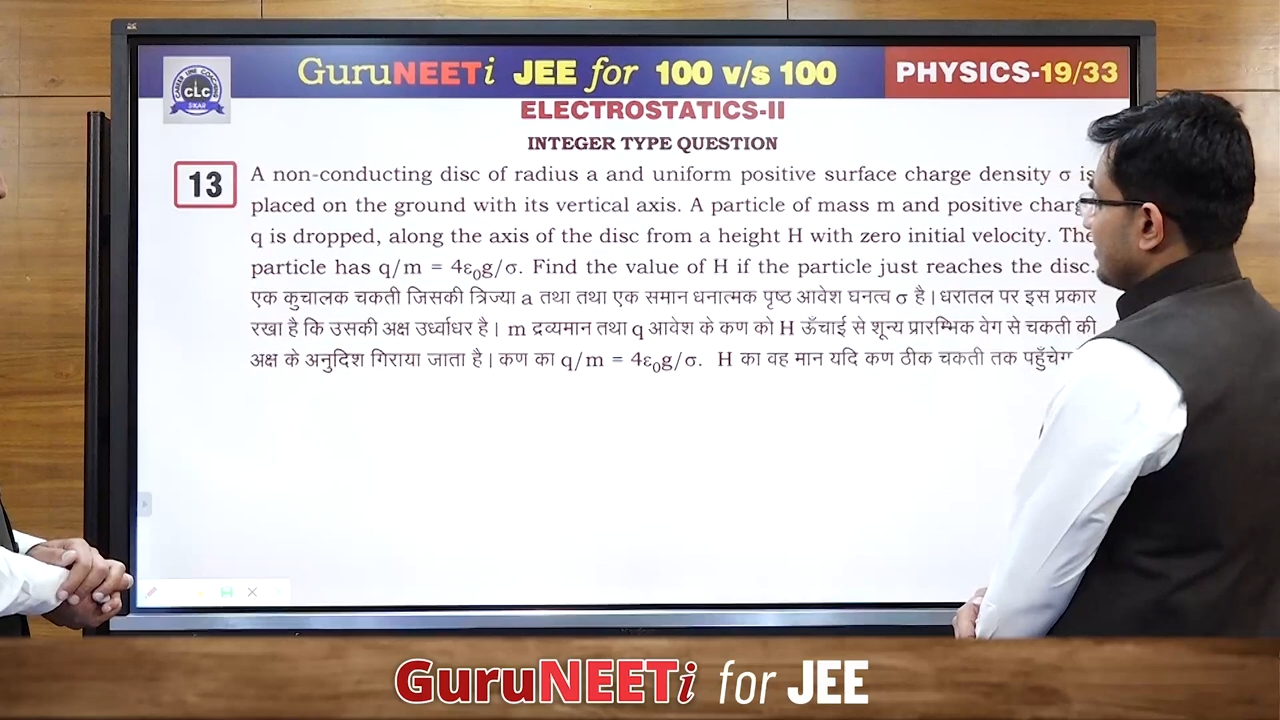 GuruNEETi JEE for 100 v/s 100
PHYSICS-19/33
CAREER LINE COACHING
CLC
SIKAR
ELECTROSTATICS-II
INTEGER TYPE QUESTION
13
A non-conducting disc of radius a and uniform positive surface charge density σ is
placed on the ground with its vertical axis. A particle of mass m and positive
q is dropped, along the axis of the disc from a height H with zero initial velocity. The
particle has q/m = 4ε₀g/σ. Find the value of H if the particle just reaches the disc.
एक कुचालक चकती जिसकी त्रिज्या a तथा तथा एक समान धनात्मक पृष्ठ आवेश घनत्व σ है। धरातल पर इस प्रकार
रखा है कि उसकी अक्ष उर्ध्वाधर है। m द्रव्यमान तथा q आवेश के कण को H ऊँचाई से शून्य प्रारम्भिक वेग से चकती की
अक्ष के अनुदिश गिराया जाता है। कण का q/m = 4ε₀g/σ. H का वह मान यदि कण ठीक चकती तक
GuruNEETi for JEE